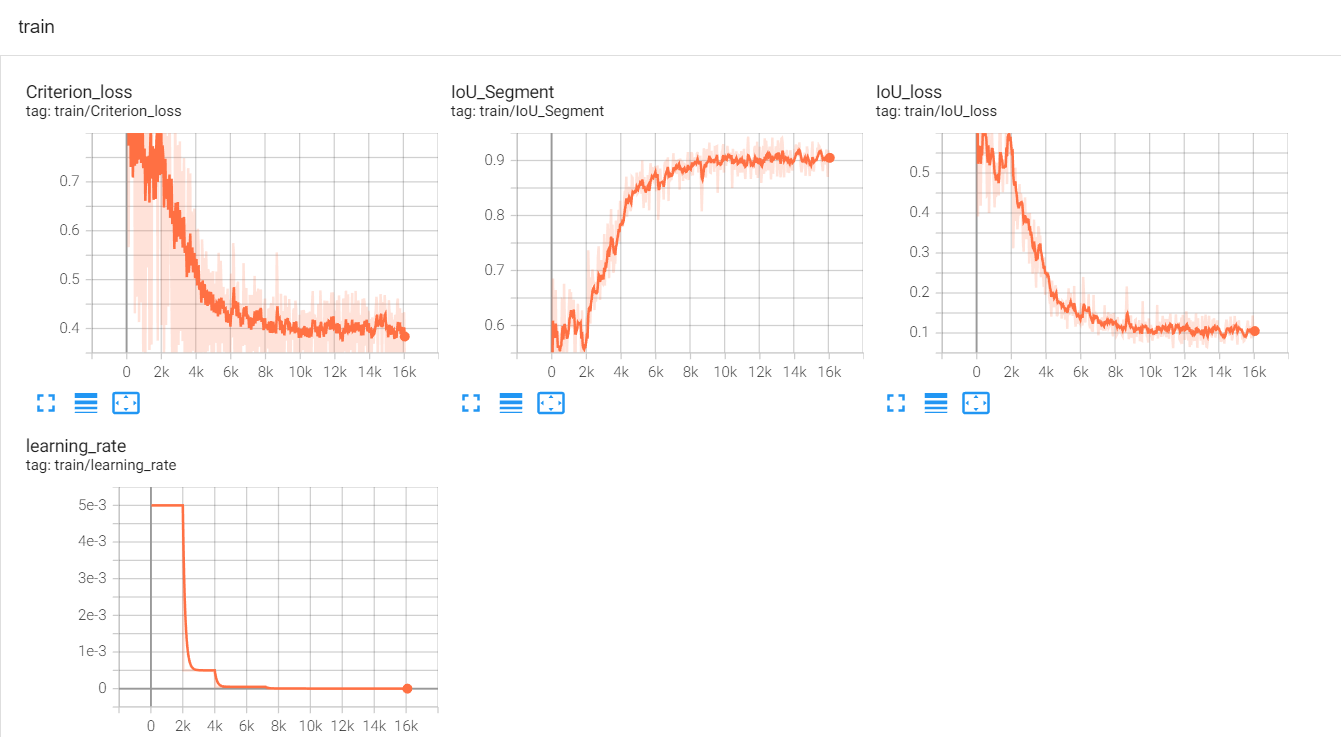 train
Criterion_loss
tag: train/Criterion_loss
0.7
0.6
0.5
0.4
0 2k 4k 6k 8k 10k 12k 14k 16k
IoU_Segment
tag: train/IoU_Segment
0.9
0.8
0.7
0.6
0 2k 4k 6k 8k 10k 12k 14k 16k
IoU_loss
tag: train/IoU_loss
0.5
0.4
0.3
0.2
0.1
0 2k 4k 6k 8k 10k 12k 14k 16k
learning_rate
tag: train/learning_rate
5e-3
4e-3
3e-3
2e-3
1e-3
0
0 2k 4k 6k 8k 10k 12k 14k 16k